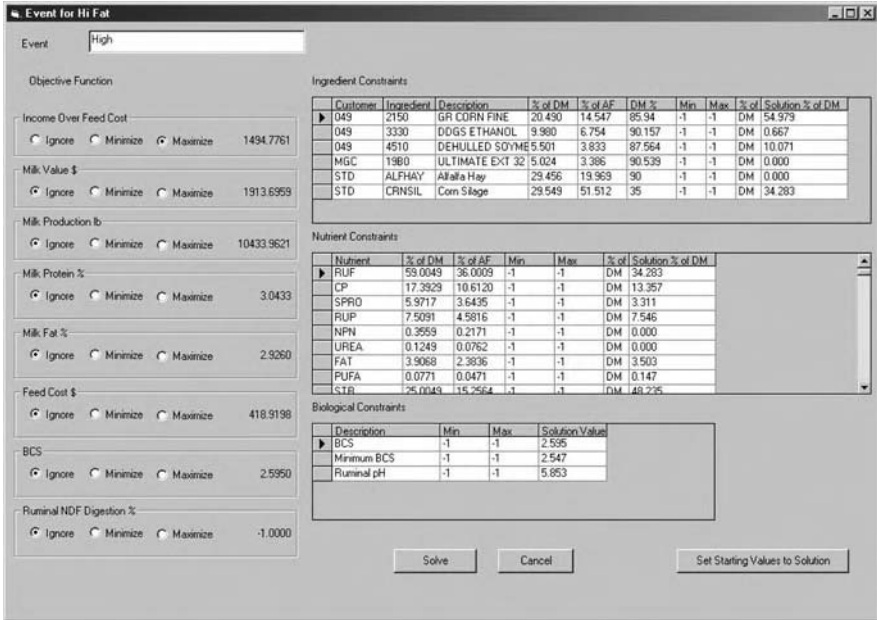 Event for Hi Fat
Event High
Objective Function
Income Over Feed Cost
Ignore Minimize Maximize 1494.7761
Milk Value $
Ignore Minimize Maximize 1913.6959
Milk Production lb
Ignore Minimize Maximize 10433.9621
Milk Protein %
Ignore Minimize Maximize 3.0433
Milk Fat %
Ignore Minimize Maximize 2.9260
Feed Cost $
Ignore Minimize Maximize 418.9198
BCS
Ignore Minimize Maximize 2.5950
Ruminal NDF Digestion %
Ignore Minimize Maximize -1.0000
Ingredient Constraints
Customer Ingredient Description % of DM % of AF DM % Min Max % of Solution % of DM
049 2150 GR CORN FINE 20.490 14.547 85.94 -1 -1 DM 54.979
049 3330 DDGS ETHANOL 9.980 6.754 90.157 -1 -1 DM 0.667
049 4510 DEHULLED SOYME 5.501 3.833 87.564 -1 -1 DM 10.071
MGC 19B0 ULTIMATE EXT 32 5.024 3.386 90.539 -1 -1 DM 0.000
STD ALFHAY Alfalfa Hay 29.456 19.969 90 -1 -1 DM 0.000
STD CRNSIL Corn Silage 29.549 51.512 35 -1 -1 DM 34.283
Nutrient Constraints
Nutrient % of DM % of AF Min Max % of Solution % of DM
RUF 59.0049 36.0009 -1 -1 DM 34.283
CP 17.3929 10.6120 -1 -1 DM 13.357
SPRO 5.9717 3.6435 -1 -1 DM 3.311
RUP 7.5091 4.5816 -1 -1 DM 7.546
NPN 0.3559 0.2171 -1 -1 DM 0.000
UREA 0.1249 0.0762 -1 -1 DM 0.000
FAT 3.9068 2.3836 -1 -1 DM 3.503
PUFA 0.0771 0.0471 -1 -1 DM 0.147
STR 25.0049 15.2564 -1 -1 DM 48.235
Biological Constraints
Description Min Max Solution Value
BCS -1 -1 2.595
Minimum BCS -1 -1 2.547
Ruminal pH -1 -1 5.853
Solve Cancel Set Starting Values to Solution